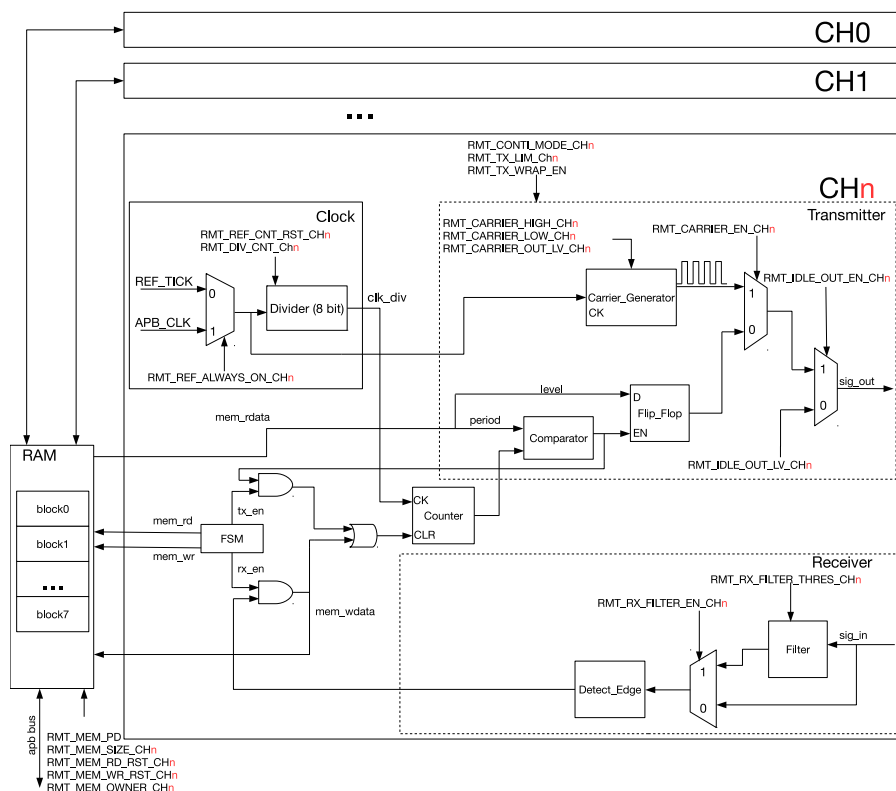 CH0
CH1
...
RMT_CONTI_MODE_CHn
RMT_TX_LIM_Chn
RMT_TX_WRAP_EN
CHn
Transmitter
Clock
RMT_REF_CNT_RST_CHn
RMT_DIV_CNT_Chn
REF_TICK
0
APB_CLK
1
Divider (8 bit)
clk_div
RMT_REF_ALWAYS_ON_CHn
RMT_CARRIER_HIGH_CHn
RMT_CARRIER_LOW_CHn
RMT_CARRIER_OUT_LV_CHn
Carrier_Generator
CK
RMT_CARRIER_EN_CHn
1
0
RMT_IDLE_OUT_EN_CHn
1
0
sig_out
RMT_IDLE_OUT_LV_CHn
mem_rdata
level
period
D
Flip_Flop
EN
Comparator
RAM
block0
block1
...
block7
mem_rd
mem_wr
FSM
tx_en
rx_en
CK
Counter
CLR
mem_wdata
Receiver
RMT_RX_FILTER_THRES_CHn
RMT_RX_FILTER_EN_CHn
sig_in
Filter
1
0
Detect_Edge
apb bus
RMT_MEM_PD
RMT_MEM_SIZE_CHn
RMT_MEM_RD_RST_CHn
RMT_MEM_WR_RST_CHn
RMT_MEM_OWNER_CHn